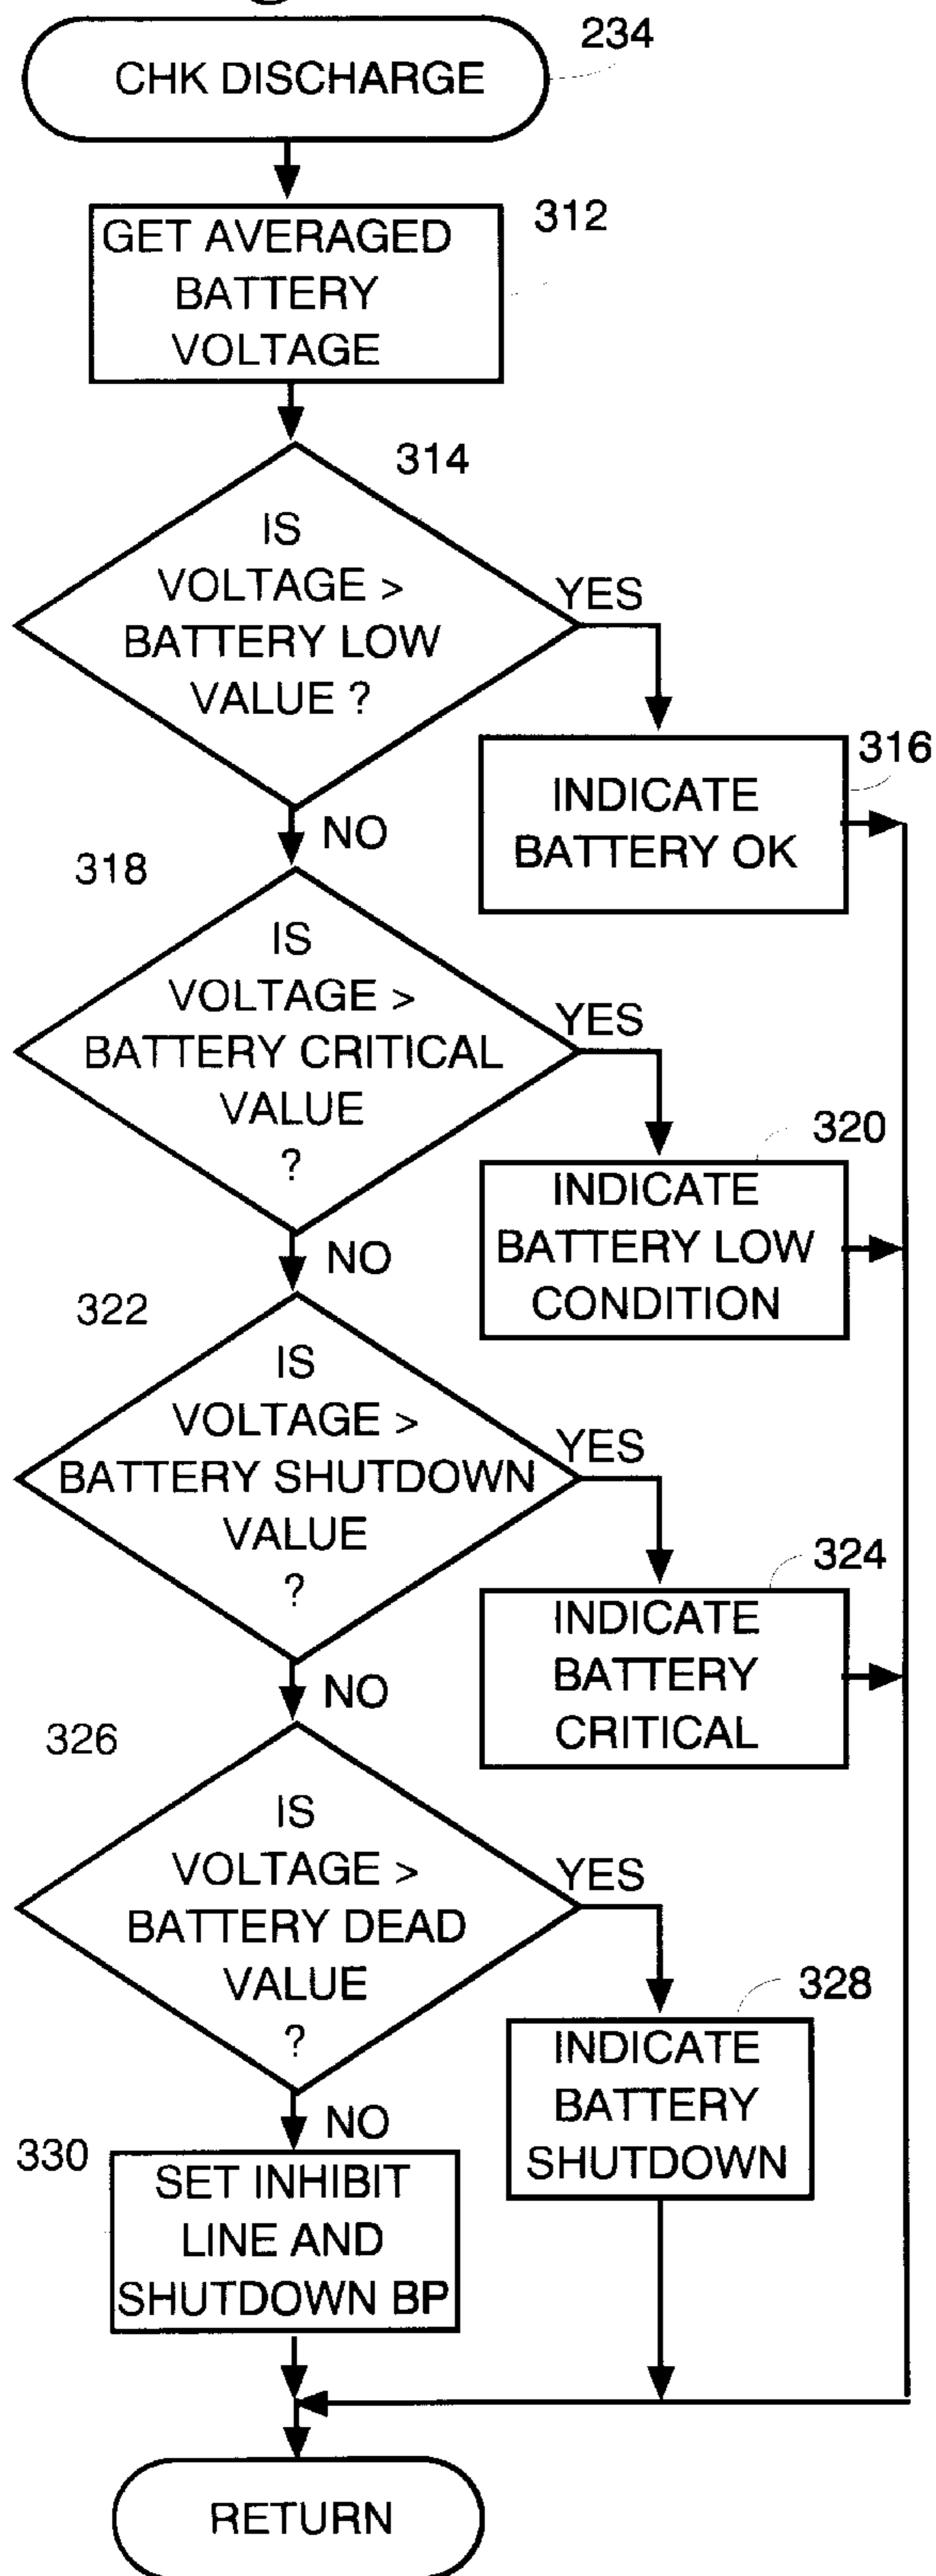 234
CHK DISCHARGE
312
GET AVERAGED
BATTERY
VOLTAGE
314
IS
VOLTAGE >
BATTERY LOW
VALUE ?
YES
316
INDICATE
BATTERY OK
NO
318
IS
VOLTAGE >
BATTERY CRITICAL
VALUE
?
YES
320
INDICATE
BATTERY LOW
CONDITION
NO
322
IS
VOLTAGE >
BATTERY SHUTDOWN
VALUE
?
YES
324
INDICATE
BATTERY
CRITICAL
NO
326
IS
VOLTAGE >
BATTERY DEAD
VALUE
?
YES
328
INDICATE
BATTERY
SHUTDOWN
NO
330
SET INHIBIT
LINE AND
SHUTDOWN BP
RETURN